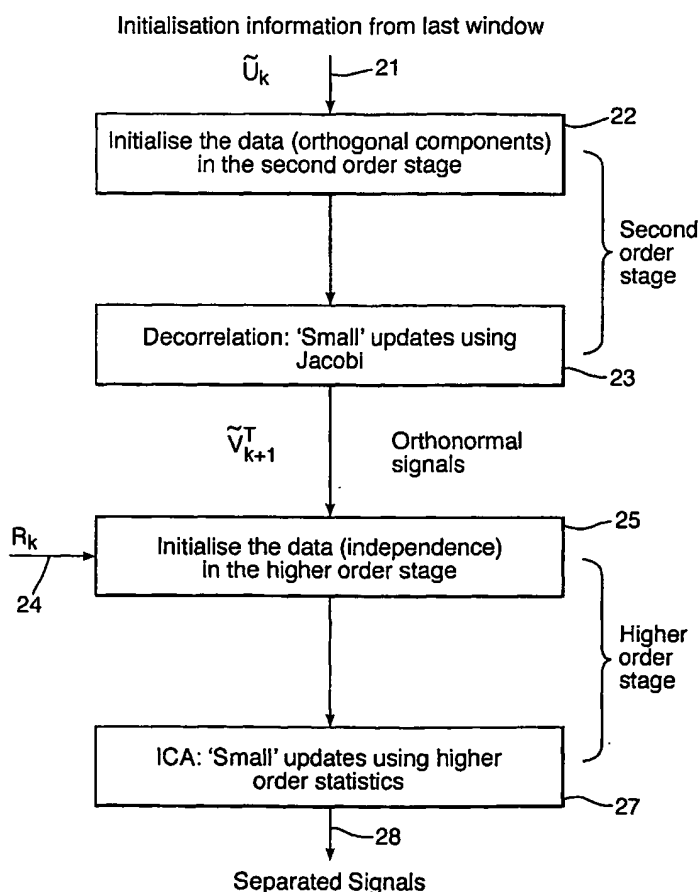 Initialisation information from last window
Ũk
21
22
Initialise the data (orthogonal components)
in the second order stage
Second
order
stage
Decorrelation: 'Small' updates using
Jacobi
23
Ṽᵀk+1
Orthonormal
signals
25
Rk
24
Initialise the data (independence)
in the higher order stage
Higher
order
stage
ICA: 'Small' updates using higher
order statistics
27
28
Separated Signals